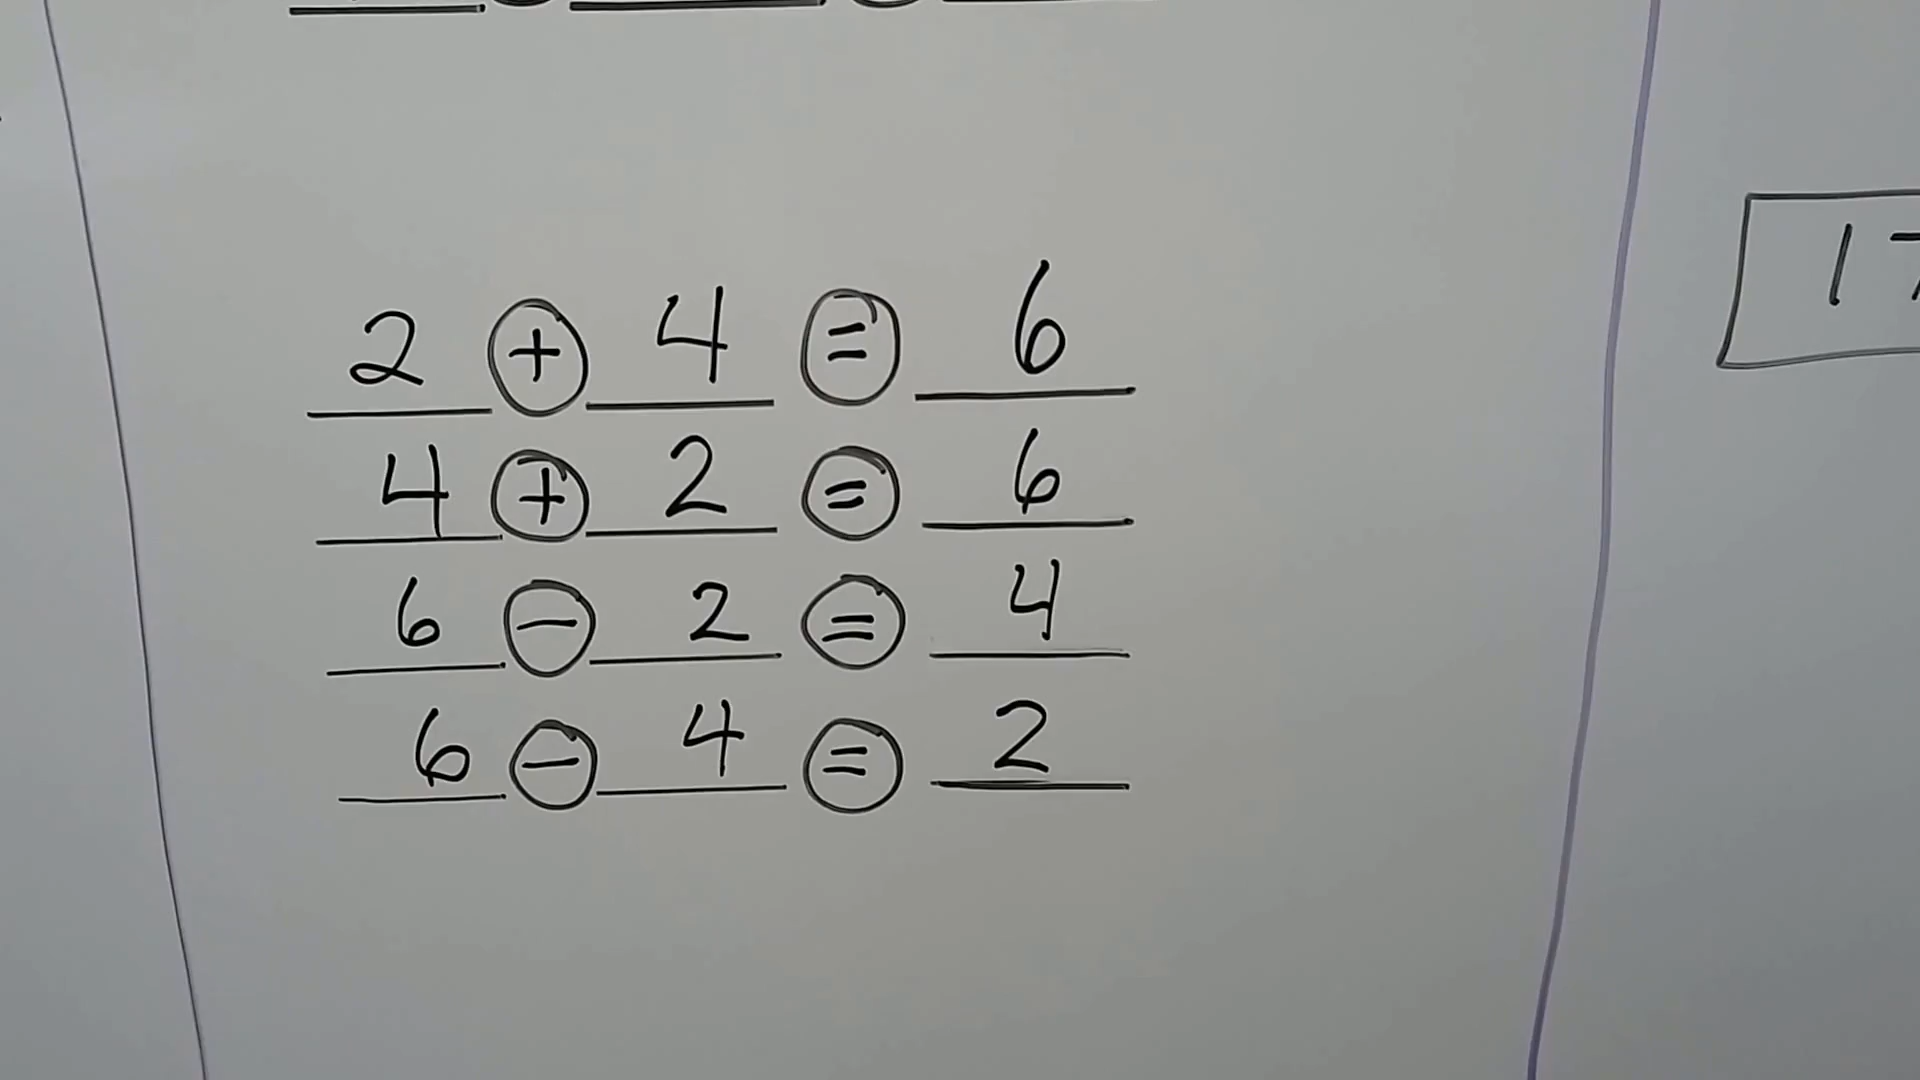 2 + 4 = 6
4 + 2 = 6
6 - 2 = 4
6 - 4 = 2